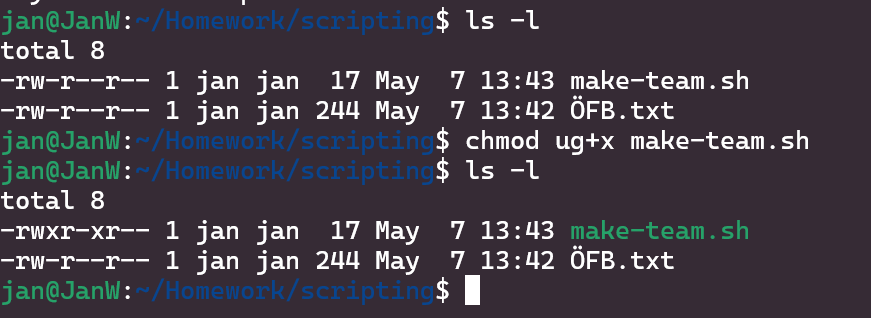 jan@JanW:~/Homework/scripting$ ls -l
total 8
-rw-r--r-- 1 jan jan  17 May  7 13:43 make-team.sh
-rw-r--r-- 1 jan jan 244 May  7 13:42 ÖFB.txt
jan@JanW:~/Homework/scripting$ chmod ug+x make-team.sh
jan@JanW:~/Homework/scripting$ ls -l
total 8
-rwxr-xr-- 1 jan jan  17 May  7 13:43 make-team.sh
-rw-r--r-- 1 jan jan 244 May  7 13:42 ÖFB.txt
jan@JanW:~/Homework/scripting$